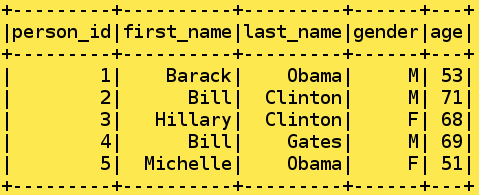 +---------+----------+---------+------+---+
|person_id|first_name|last_name|gender|age|
+---------+----------+---------+------+---+
|        1|    Barack|    Obama|     M| 53|
|        2|      Bill|  Clinton|     M| 71|
|        3|   Hillary|  Clinton|     F| 68|
|        4|      Bill|    Gates|     M| 69|
|        5|  Michelle|    Obama|     F| 51|
+---------+----------+---------+------+---+